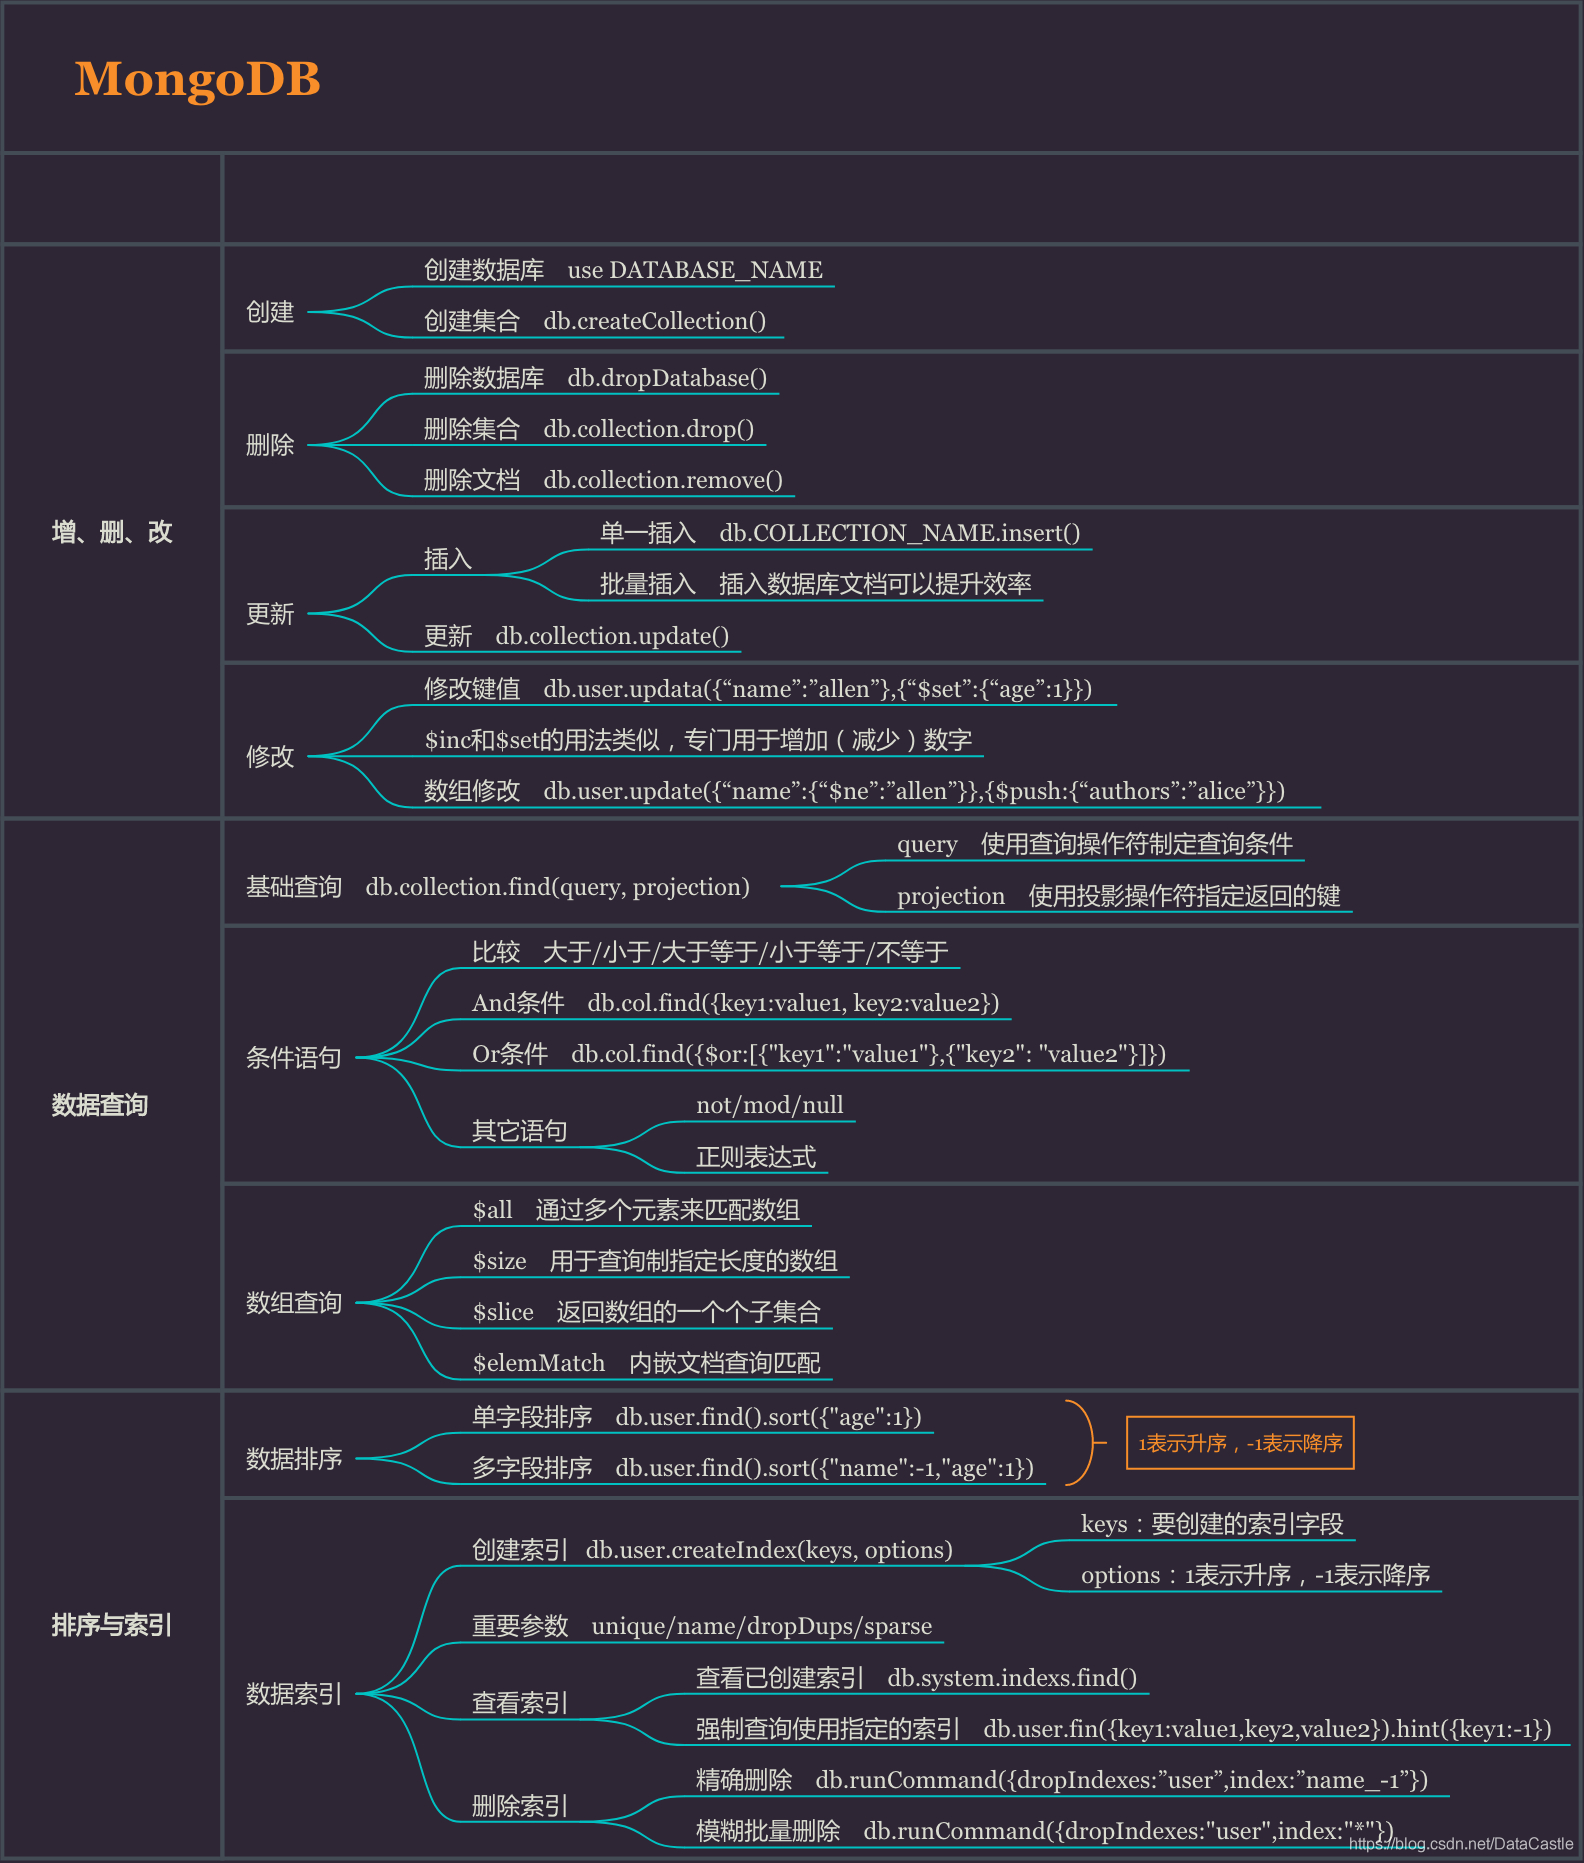 MongoDB
增、删、改
创建
创建数据库 use DATABASE_NAME
创建集合 db.createCollection()
删除
删除数据库 db.dropDatabase()
删除集合 db.collection.drop()
删除文档 db.collection.remove()
更新
插入
单一插入 db.COLLECTION_NAME.insert()
批量插入 插入数据库文档可以提升效率
更新 db.collection.update()
修改
修改键值 db.user.updata({“name”:”allen”},{“$set”:{“age”:1}})
$inc和$set的用法类似，专门用于增加（减少）数字
数组修改 db.user.update({“name”:{“$ne”:”allen”}},{$push:{“authors”:”alice”}})
数据查询
基础查询 db.collection.find(query, projection)
query 使用查询操作符制定查询条件
projection 使用投影操作符指定返回的键
条件语句
比较 大于/小于/大于等于/小于等于/不等于
And条件 db.col.find({key1:value1, key2:value2})
Or条件 db.col.find({$or:[{"key1":"value1"},{"key2": "value2"}]})
其它语句
not/mod/null
正则表达式
数组查询
$all 通过多个元素来匹配数组
$size 用于查询制指定长度的数组
$slice 返回数组的一个个子集合
$elemMatch 内嵌文档查询匹配
排序与索引
数据排序
单字段排序 db.user.find().sort({"age":1})
多字段排序 db.user.find().sort({"name":-1,"age":1})
1表示升序，-1表示降序
数据索引
创建索引 db.user.createIndex(keys, options)
keys：要创建的索引字段
options：1表示升序，-1表示降序
重要参数 unique/name/dropDups/sparse
查看索引
查看已创建索引 db.system.indexs.find()
强制查询使用指定的索引 db.user.fin({key1:value1,key2,value2}).hint({key1:-1})
删除索引
精确删除 db.runCommand({dropIndexes:”user”,index:”name_-1”})
模糊批量删除 db.runCommand({dropIndexes:"user",index:"*"})
https://blog.csdn.net/DataCastle